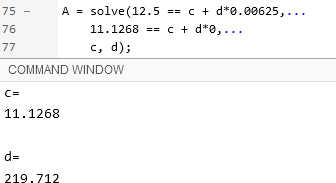 75 – A = solve(12.5 == c + d*0.00625,...
76 11.1268 == c + d*0,...
77 c, d);
COMMAND WINDOW
c=
11.1268
d=
219.712